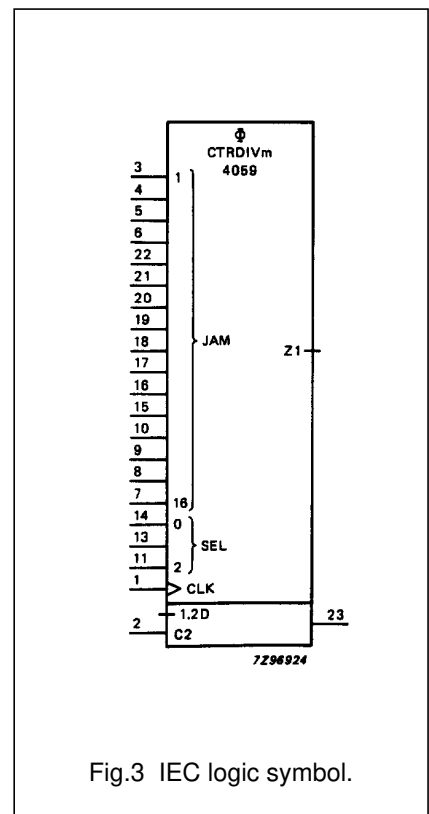 Φ
CTRDIVm
4059
3 1
4
5
6
22
21
20
19
18 JAM Z1
17
16
15
10
9
8
7 16
14 0
13 SEL
11 2
1 CLK
1,2D
2 C2 23
7Z96924
Fig.3 IEC logic symbol.